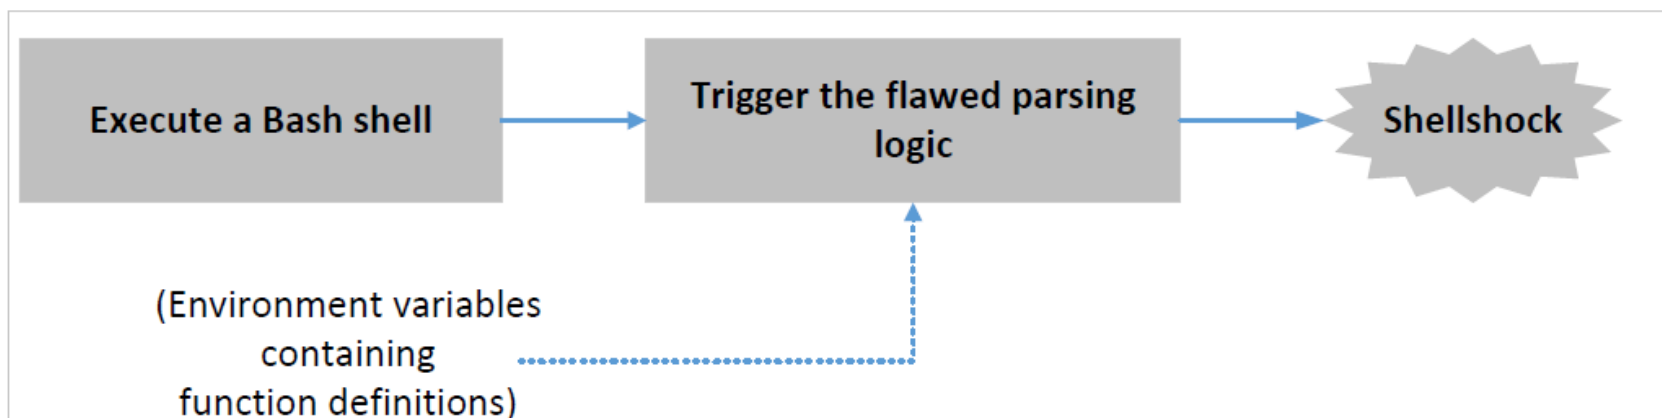 Execute a Bash shell
Trigger the flawed parsing
logic
Shellshock
(Environment variables
containing
function definitions)